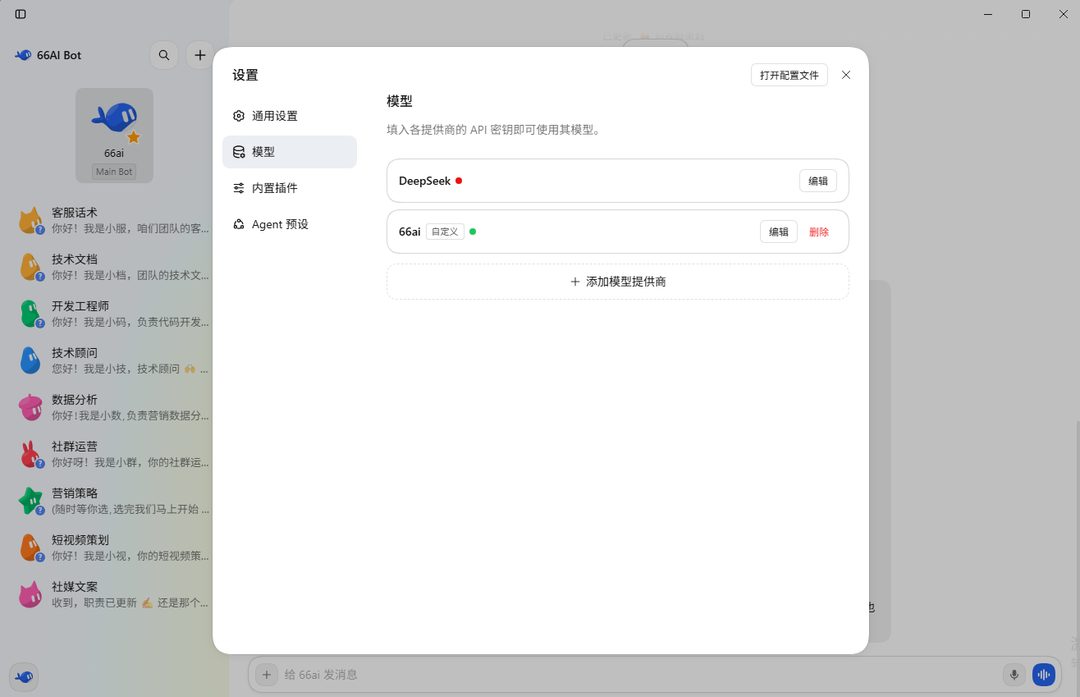 66AI Bot
66ai
Main Bot
客服话术
你好！我是小服，咱们团队的客...
技术文档
你好！我是小档，团队的技术文...
开发工程师
你好！我是小码，负责代码开发...
技术顾问
您好！我是小技，技术顾问 🙌 ...
数据分析
你好!我是小数,负责营销数据分...
社群运营
你好呀！我是小群，你的社群运...
营销策略
(随时等你选,选完我们马上开始 ...
短视频策划
你好！我是小视，你的短视频策...
社媒文案
收到，职责已更新 ✍️ 还是那个...
设置
打开配置文件
通用设置
模型
内置插件
Agent 预设
模型
填入各提供商的 API 密钥即可使用其模型。
DeepSeek
编辑
66ai 自定义
编辑 删除
+ 添加模型提供商
也
给 66ai 发消息